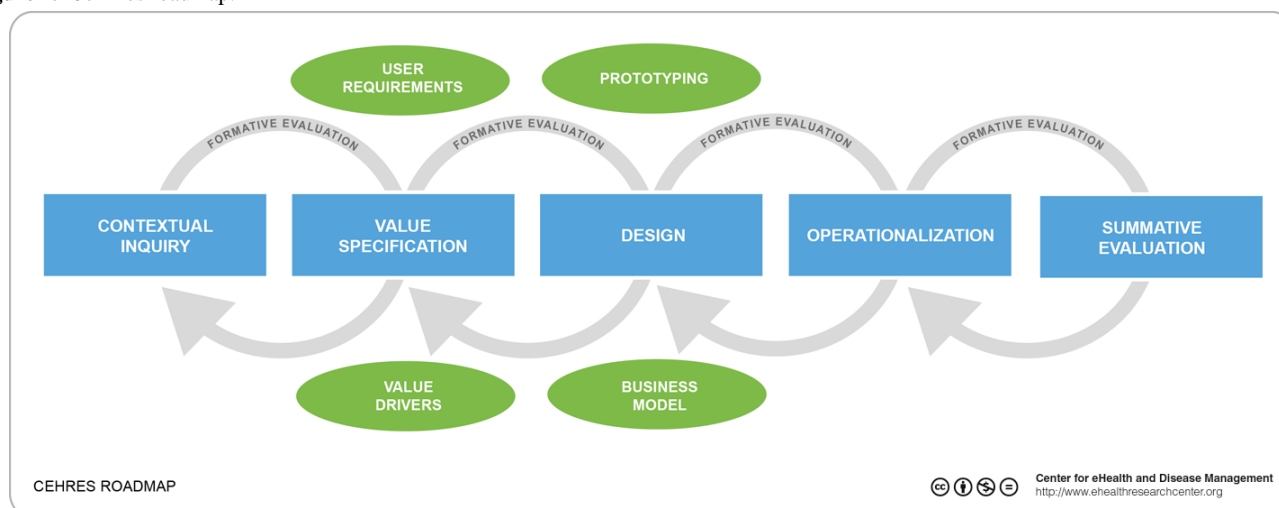 USER
REQUIREMENTS
PROTOTYPING
FORMATIVE EVALUATION
FORMATIVE EVALUATION
FORMATIVE EVALUATION
FORMATIVE EVALUATION
CONTEXTUAL
INQUIRY
VALUE
SPECIFICATION
DESIGN
OPERATIONALIZATION
SUMMATIVE
EVALUATION
VALUE
DRIVERS
BUSINESS
MODEL
CEHRES ROADMAP
cc
Center for eHealth and Disease Management
http://www.ehealthresearchcenter.org